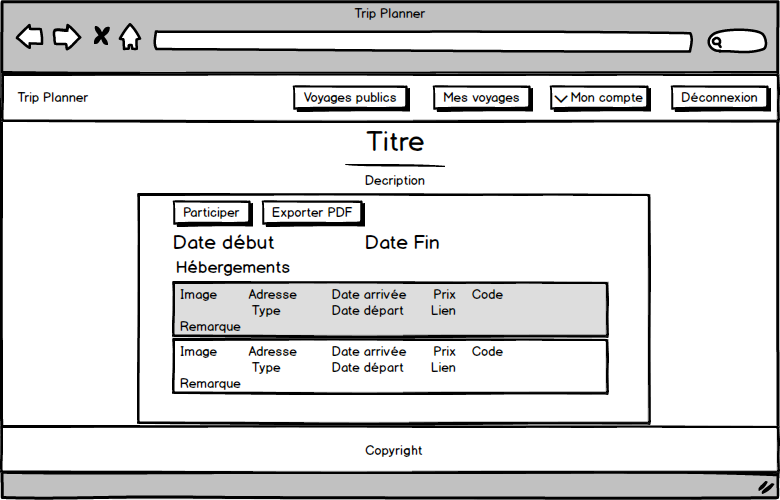 Trip Planner
Trip Planner Voyages publics Mes voyages Mon compte Déconnexion
Titre
Decription
Participer Exporter PDF
Date début Date Fin
Hébergements
Image Adresse Date arrivée Prix Code
Type Date départ Lien
Remarque
Image Adresse Date arrivée Prix Code
Type Date départ Lien
Remarque
Copyright